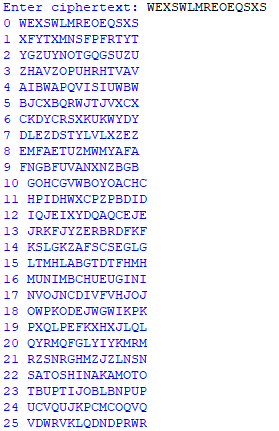 Enter ciphertext: WEXSWLMREOEQSXS
0 WEXSWLMREOEQSXS
1 XFYTXMNSFPFRTYT
2 YGZUYNOTGQGSUZU
3 ZHAVZOPUHRHTVAV
4 AIBWAPQVISIUWBW
5 BJCXBQRWJTJVXCX
6 CKDYCRSXKUKWYDY
7 DLEZDSTYLVLXZEZ
8 EMFAETUZMWMYAFA
9 FNGBFUVANXNZBGB
10 GOHCGVWBOYOACHC
11 HPIDHWXCPZPBDID
12 IQJEIXYDQAQCEJE
13 JRKFJYZERBRDFKF
14 KSLGKZAFSCSEGLG
15 LTMHLABGTDTFHMH
16 MUNIMBCHUEUGINI
17 NVOJNCDIVFVHJOJ
18 OWPKODEJWGWIKPK
19 PXQLPEFKXHXJLQL
20 QYRMQFGLYIYKMRM
21 RZSNRGHMZJZLNSN
22 SATOSHINAKAMOTO
23 TBUPTIJOBLBNPUP
24 UCVQUJKPCMCOQVQ
25 VDWRVKLQDNDPRWR